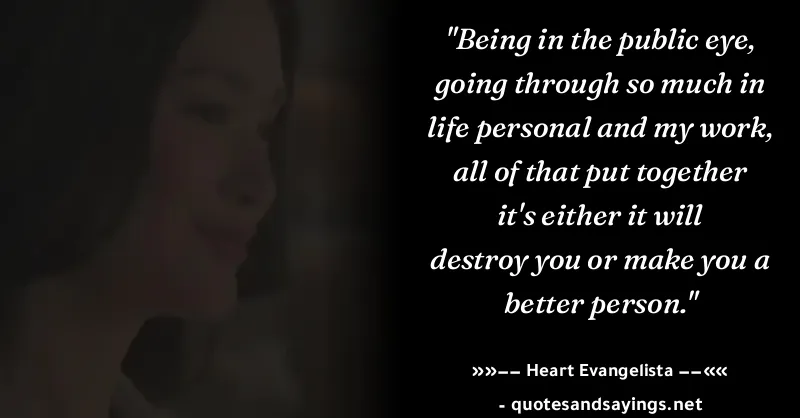 "Being in the public eye,
going through so much in
life personal and my work,
all of that put together
it's either it will
destroy you or make you a
better person."
»»–– Heart Evangelista ––««
- quotesandsayings.net